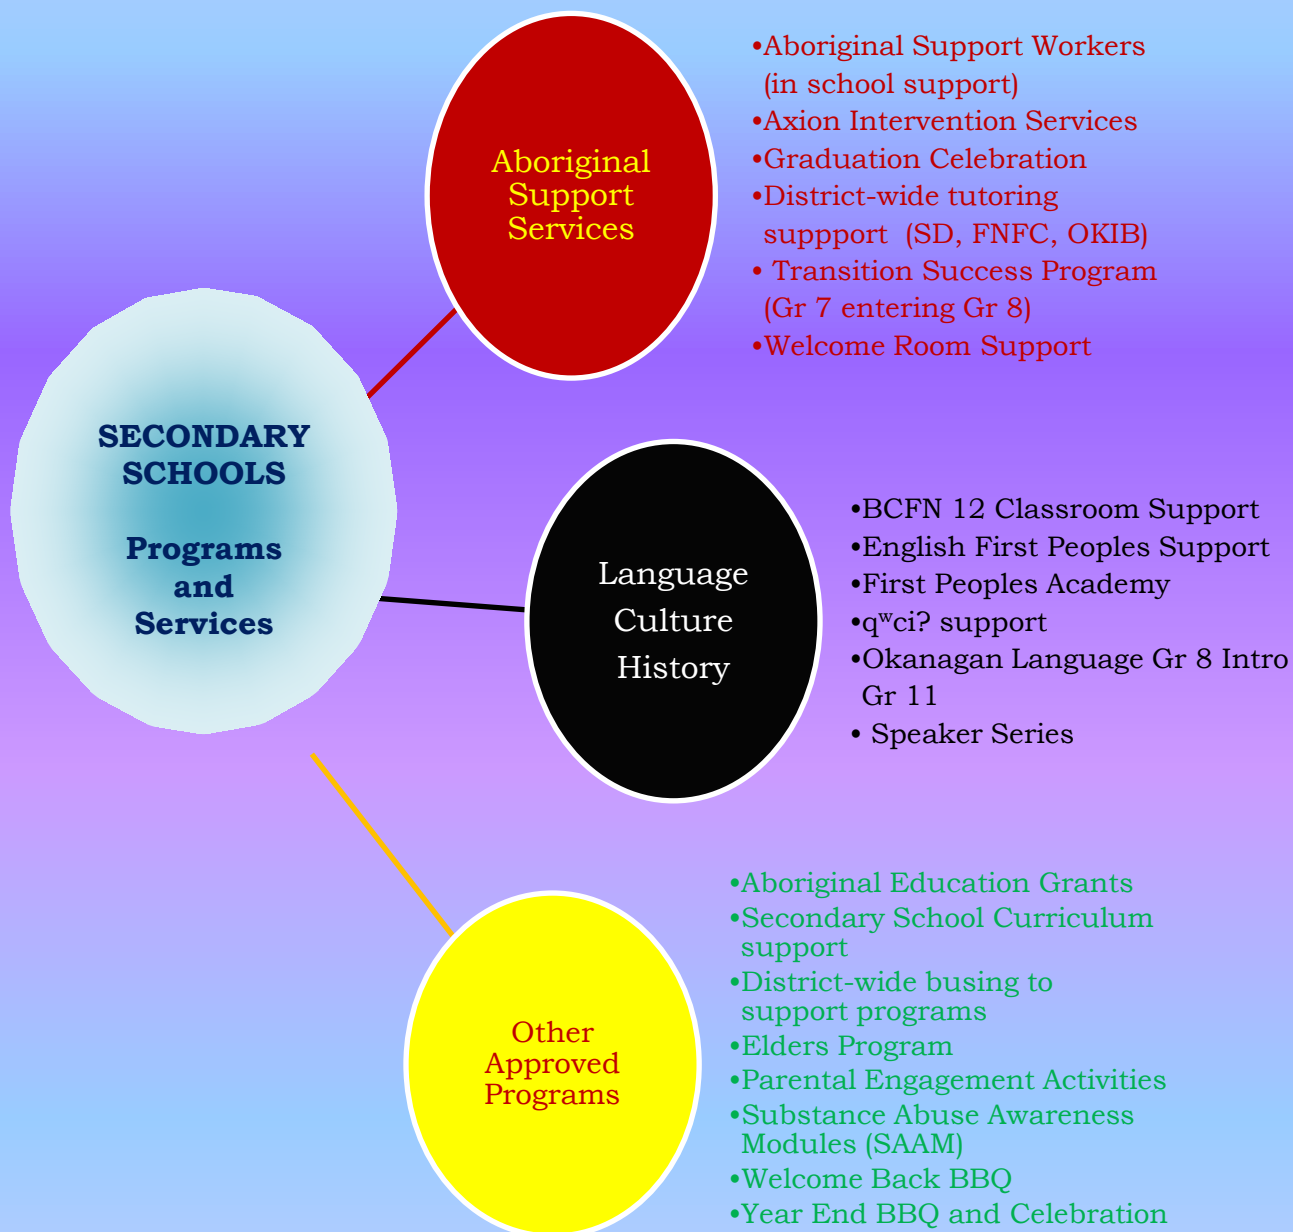 SECONDARY
SCHOOLS
Programs
and
Services
Aboriginal
Support
Services
•Aboriginal Support Workers
(in school support)
•Axion Intervention Services
•Graduation Celebration
•District-wide tutoring
suppport (SD, FNFC, OKIB)
• Transition Success Program
(Gr 7 entering Gr 8)
•Welcome Room Support
Language
Culture
History
•BCFN 12 Classroom Support
•English First Peoples Support
•First Peoples Academy
•qʷci? support
•Okanagan Language Gr 8 Intro
Gr 11
• Speaker Series
Other
Approved
Programs
•Aboriginal Education Grants
•Secondary School Curriculum
support
•District-wide busing to
support programs
•Elders Program
•Parental Engagement Activities
•Substance Abuse Awareness
Modules (SAAM)
•Welcome Back BBQ
•Year End BBQ and Celebration